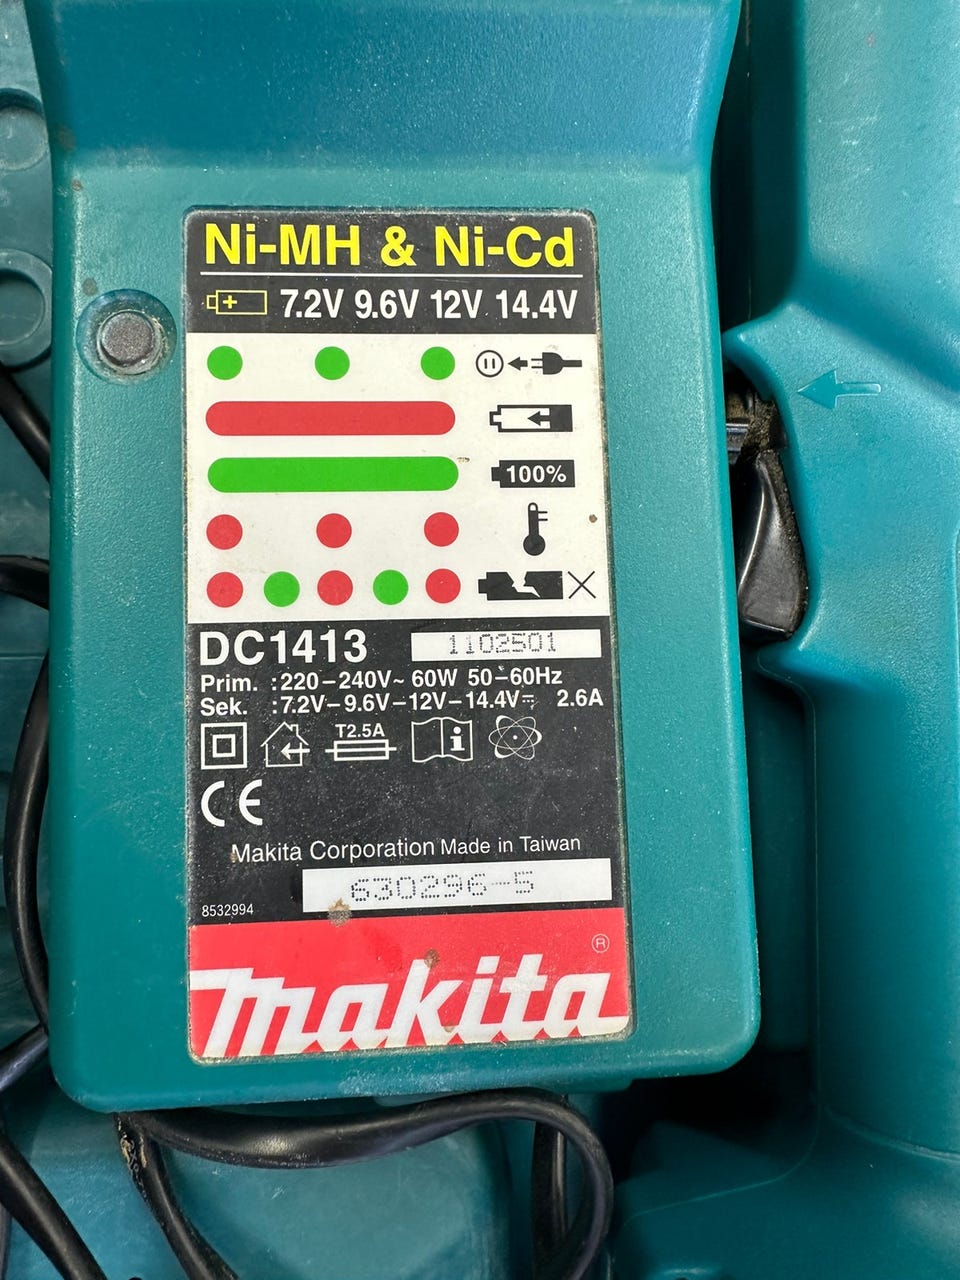 Ni-MH & Ni-Cd
+ 7.2V 9.6V 12V 14.4V
100%
DC1413 1102501
Prim. :220-240V~ 60W 50-60Hz
Sek. :7.2V-9.6V-12V-14.4V⎓ 2.6A
T2.5A
i
CE
Makita Corporation Made in Taiwan
630296-5
8532994
®
makita